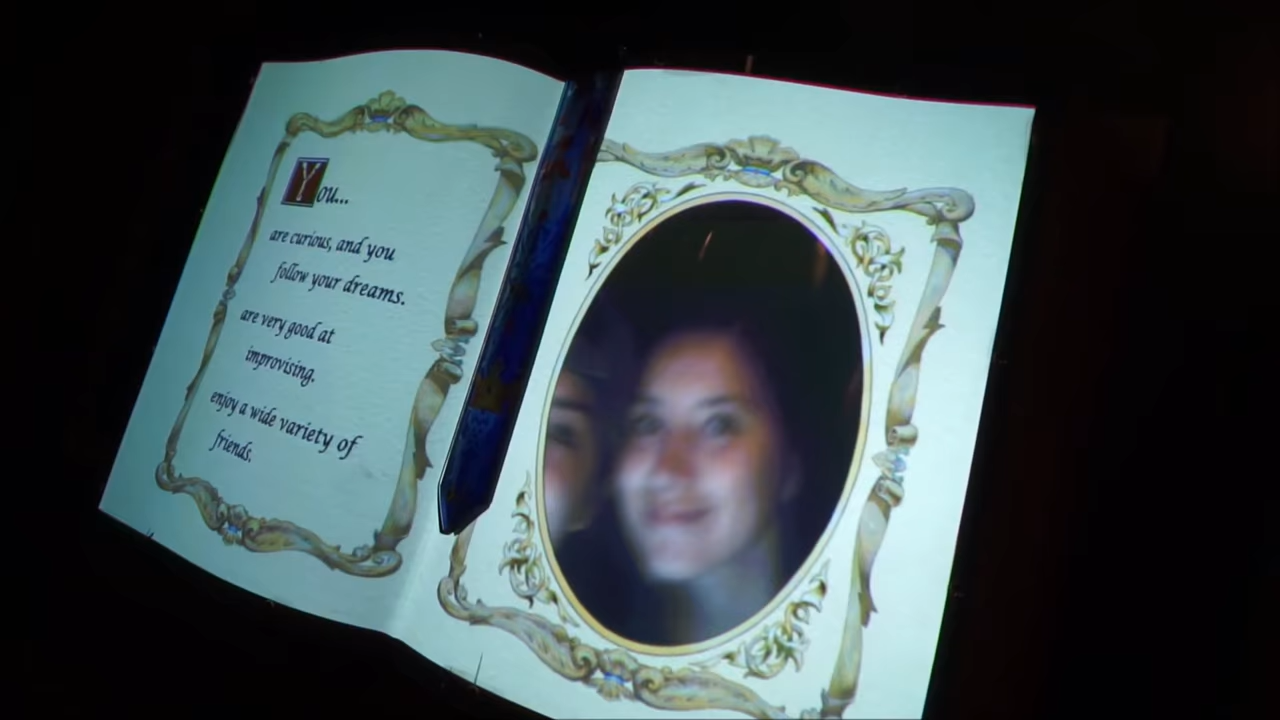 You...
are curious, and you
follow your dreams.
are very good at
improvising.
enjoy a wide variety of
friends.